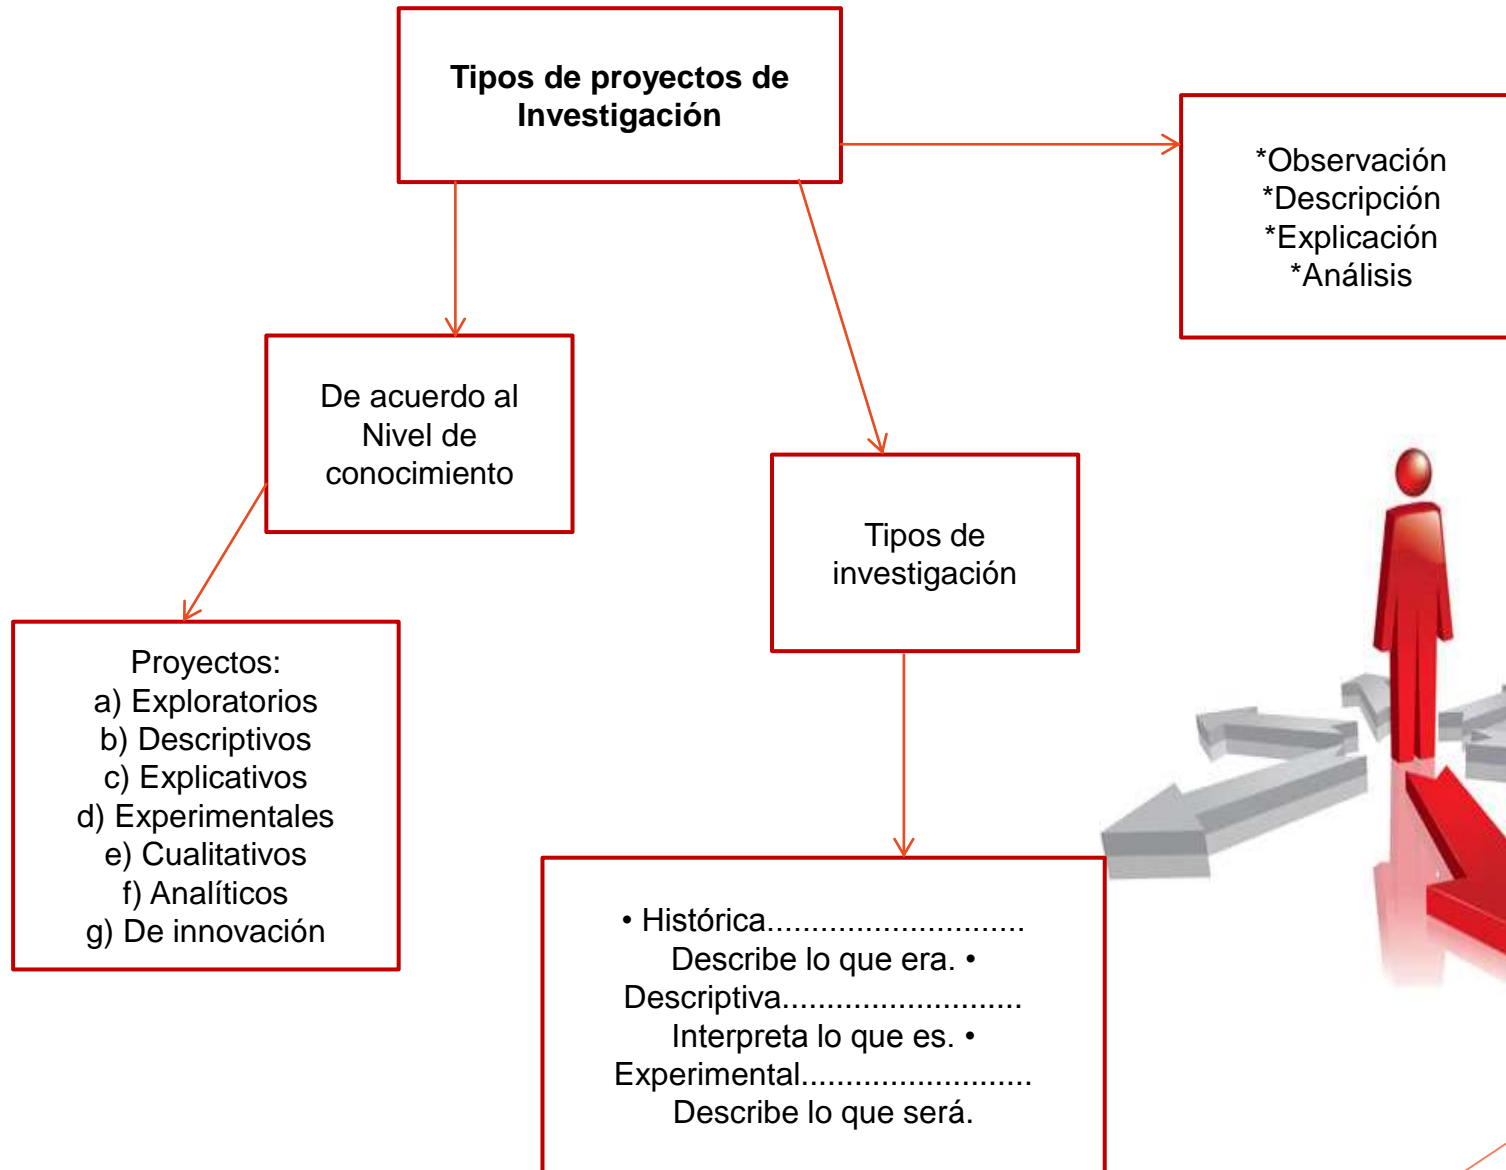 Tipos de proyectos de
Investigación
*Observación
*Descripción
*Explicación
*Análisis
De acuerdo al
Nivel de
conocimiento
Tipos de
investigación
Proyectos:
a) Exploratorios
b) Descriptivos
c) Explicativos
d) Experimentales
e) Cualitativos
f) Analíticos
g) De innovación
• Histórica.............................
Describe lo que era. •
Descriptiva...........................
Interpreta lo que es. •
Experimental..........................
Describe lo que será.